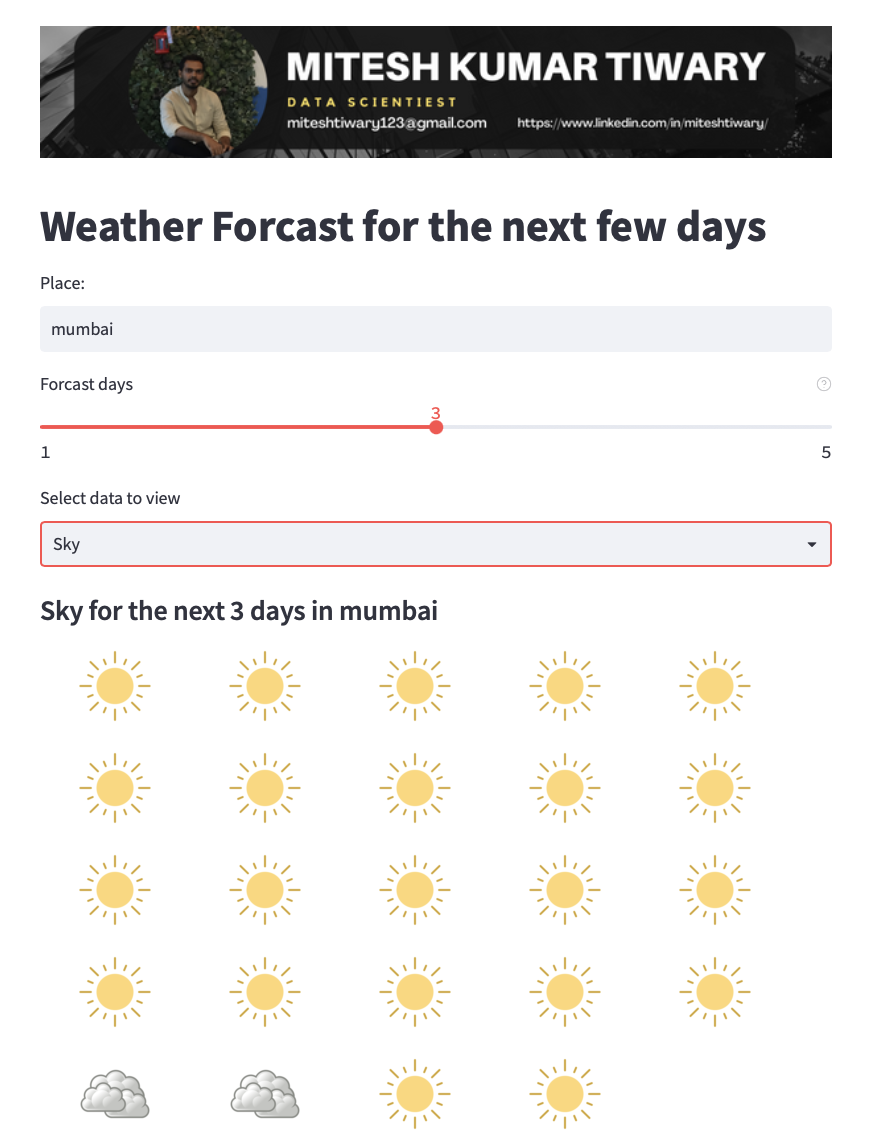 MITESH KUMAR TIWARY
DATA SCIENTIEST
miteshtiwary123@gmail.com https://www.linkedin.com/in/miteshtiwary/
Weather Forcast for the next few days
Place:
mumbai
Forcast days
3
1 5
Select data to view
Sky
Sky for the next 3 days in mumbai